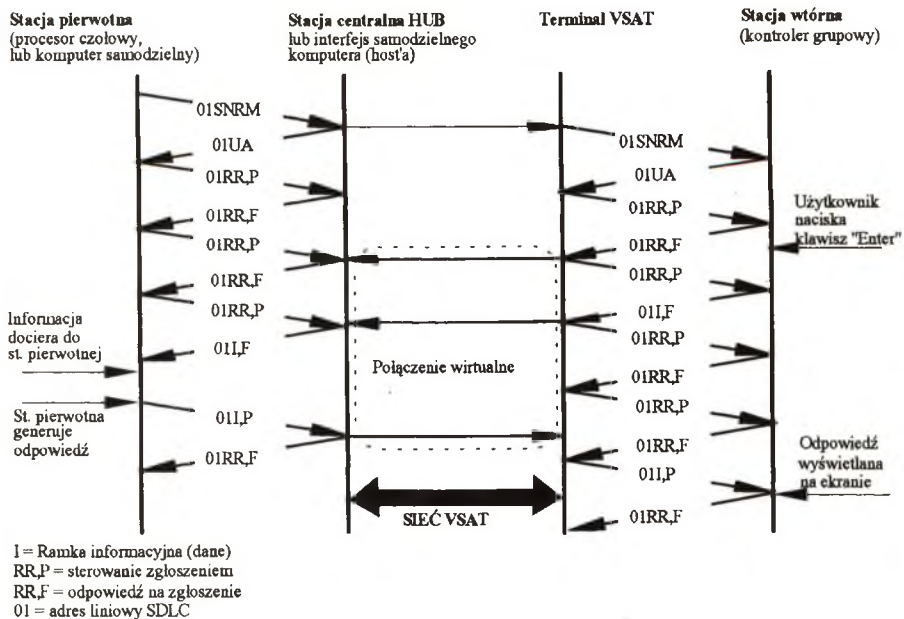 Stacja pierwotna
(procesor czołowy,
lub komputer samodzielny)
Stacja centralna HUB
lub interfejs samodzielnego
komputera (host'a)
Terminal VSAT
Stacja wtórna
(kontroler grupowy)
01SNRM
01UA
01RR,P
01RR,F
01RR,P
01RR,F
01RR,P
01I,F
01I,P
01RR,F
Informacja
dociera do
st. pierwotnej
St. pierwotna
generuje
odpowiedź
Połączenie wirtualne
SIEĆ VSAT
01SNRM
01UA
01RR,P
01RR,F
01RR,P
01I,F
01RR,P
01RR,F
01RR,P
01RR,F
01I,P
01RR,F
Użytkownik
naciska
klawisz "Enter"
Odpowiedź
wyświetlana
na ekranie
I = Ramka informacyjna (dane)
RR,P = sterowanie zgłoszeniem
RR,F = odpowiedź na zgłoszenie
01 = adres liniowy SDLC